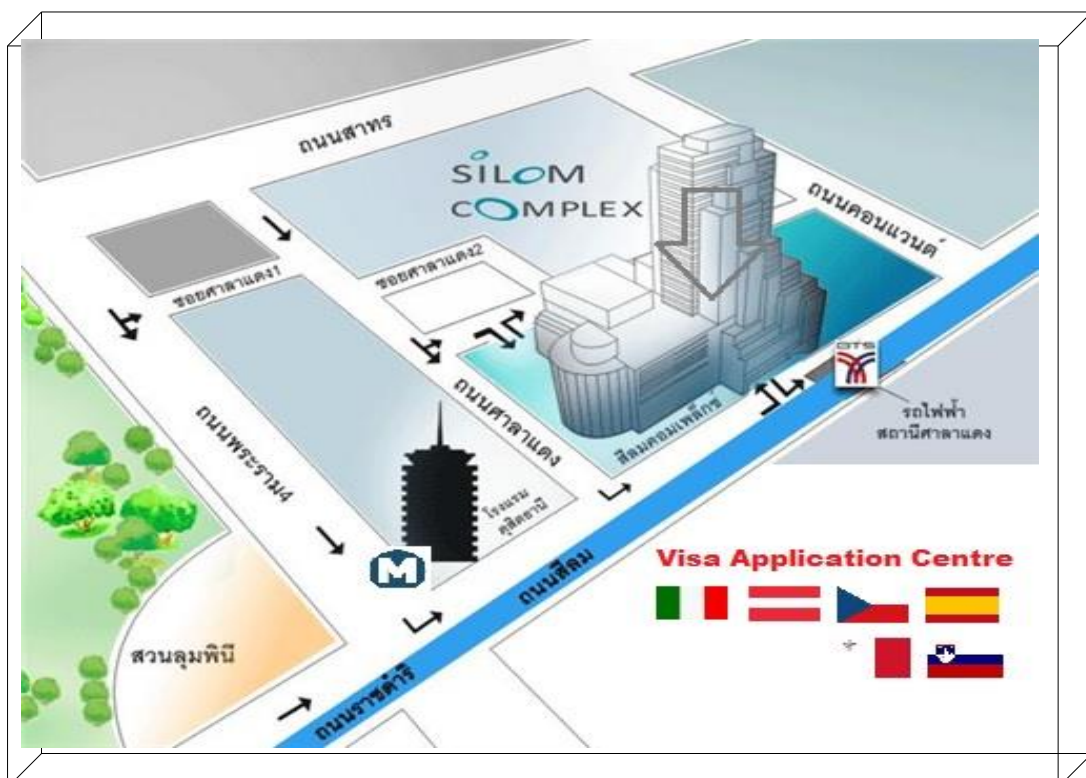 ถนนสาทร
SILOM
COMPLEX
ถนนคอนแวนต์
ซอยศาลาแดง1
ซอยศาลาแดง2
BTS
รถไฟฟ้า
สถานีศาลาแดง
ถนนศาลาแดง
สีลมคอมเพล็กซ์
ถนนพระราม4
โรงแรม
ดุสิตธานี
M
ถนนสีลม
Visa Application Centre
สวนลุมพินี
ถนนราชดำริ